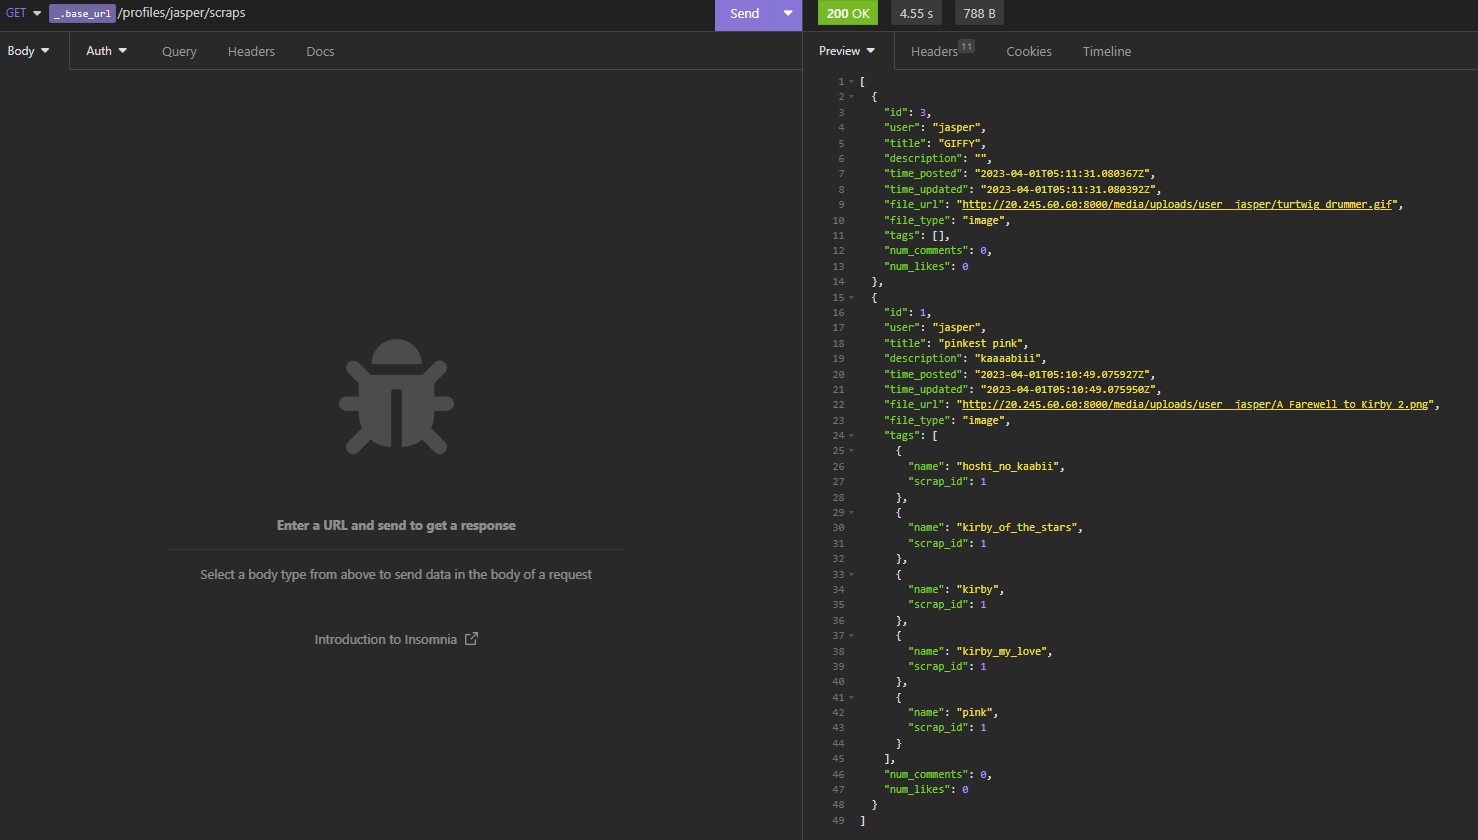 GET _.base_url /profiles/jasper/scraps Send 200 OK 4.55 s 788 B
Body Auth Query Headers Docs Preview Headers 11 Cookies Timeline
Enter a URL and send to get a response
Select a body type from above to send data in the body of a request
Introduction to Insomnia
1 [
2 {
3 "id": 3,
4 "user": "jasper",
5 "title": "GIFFY",
6 "description": "",
7 "time_posted": "2023-04-01T05:11:31.080367Z",
8 "time_updated": "2023-04-01T05:11:31.080392Z",
9 "file_url": "http://20.245.60.60:8000/media/uploads/user__jasper/turtwig_drummer.gif",
10 "file_type": "image",
11 "tags": [],
12 "num_comments": 0,
13 "num_likes": 0
14 },
15 {
16 "id": 1,
17 "user": "jasper",
18 "title": "pinkest pink",
19 "description": "kaaaabiii",
20 "time_posted": "2023-04-01T05:10:49.075927Z",
21 "time_updated": "2023-04-01T05:10:49.075950Z",
22 "file_url": "http://20.245.60.60:8000/media/uploads/user__jasper/A_Farewell_to_Kirby_2.png",
23 "file_type": "image",
24 "tags": [
25 {
26 "name": "hoshi_no_kaabii",
27 "scrap_id": 1
28 },
29 {
30 "name": "kirby_of_the_stars",
31 "scrap_id": 1
32 },
33 {
34 "name": "kirby",
35 "scrap_id": 1
36 },
37 {
38 "name": "kirby_my_love",
39 "scrap_id": 1
40 },
41 {
42 "name": "pink",
43 "scrap_id": 1
44 }
45 ],
46 "num_comments": 0,
47 "num_likes": 0
48 }
49 ]